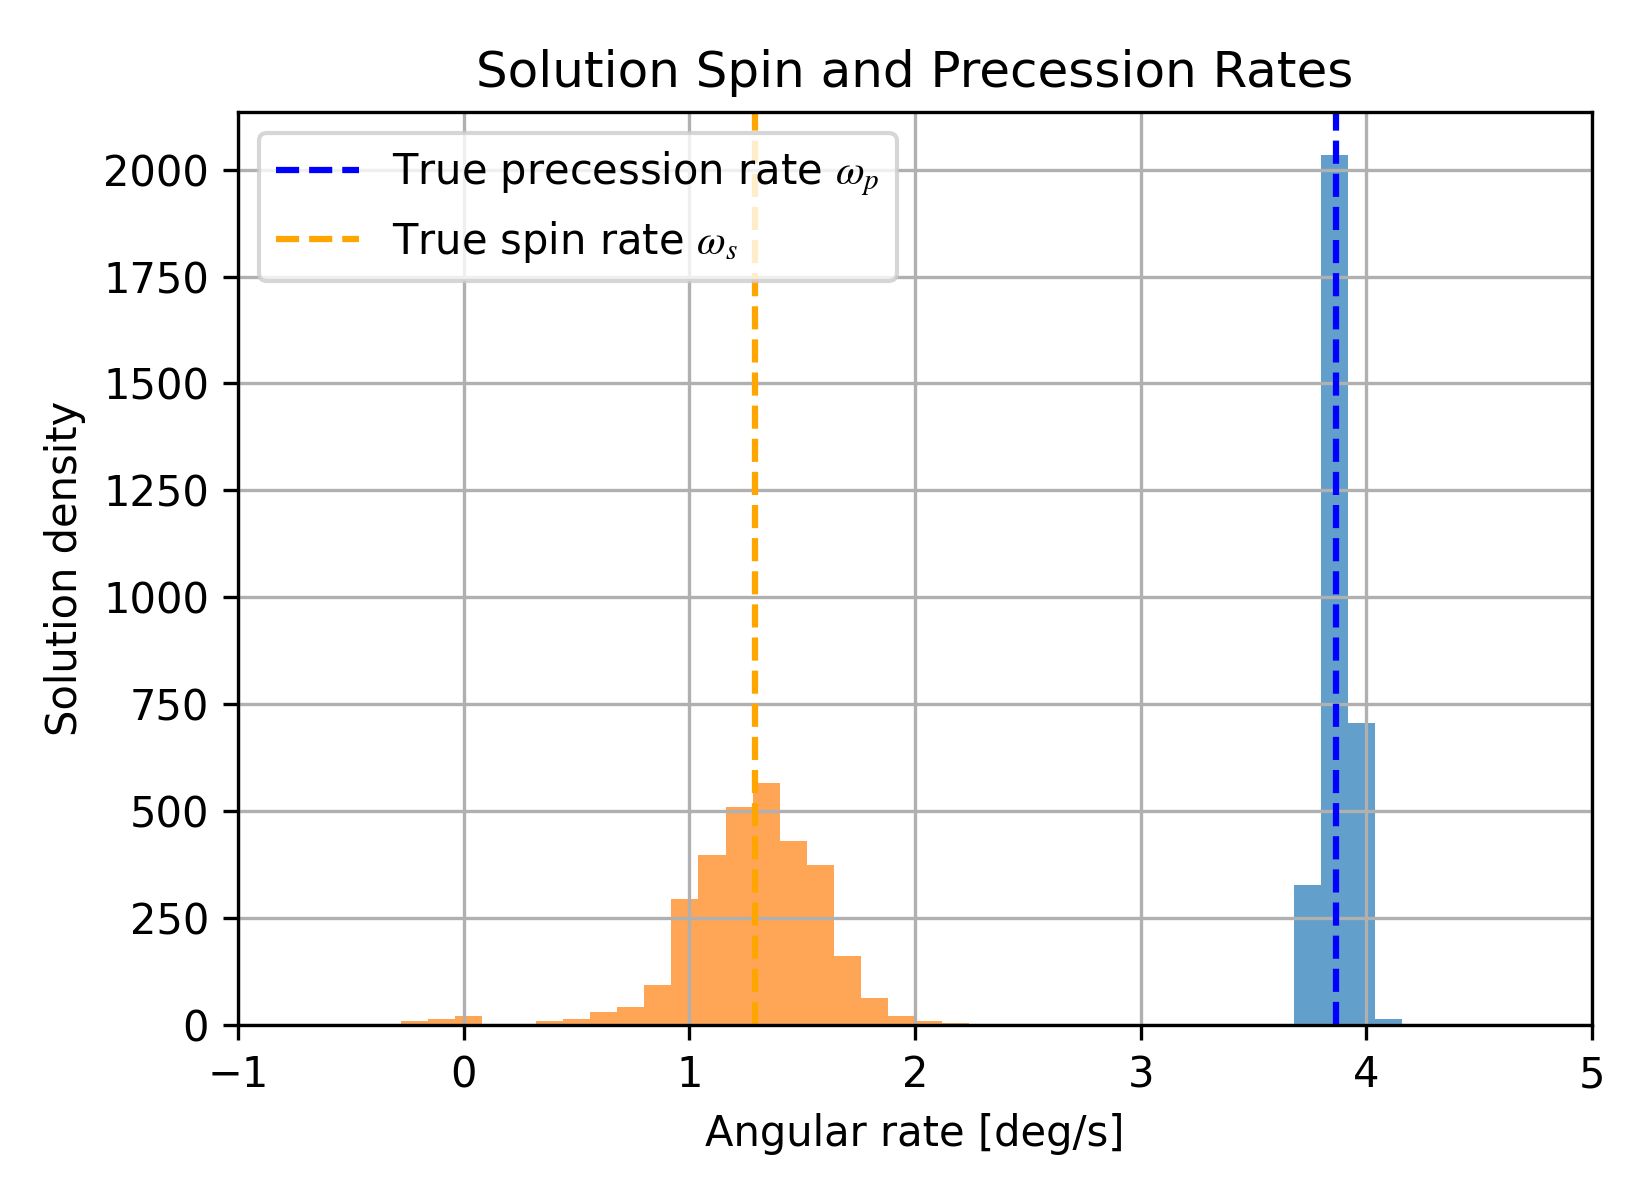 Solution Spin and Precession Rates
True precession rate ωₚ
True spin rate ωₛ
Solution density
2000
1750
1500
1250
1000
750
500
250
0
−1 0 1 2 3 4 5
Angular rate [deg/s]